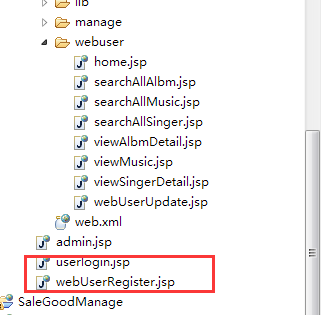 lib
manage
webuser
home.jsp
searchAllAlbm.jsp
searchAllMusic.jsp
searchAllSinger.jsp
viewAlbmDetail.jsp
viewMusic.jsp
viewSingerDetail.jsp
webUserUpdate.jsp
web.xml
admin.jsp
userlogin.jsp
webUserRegister.jsp
SaleGoodManage